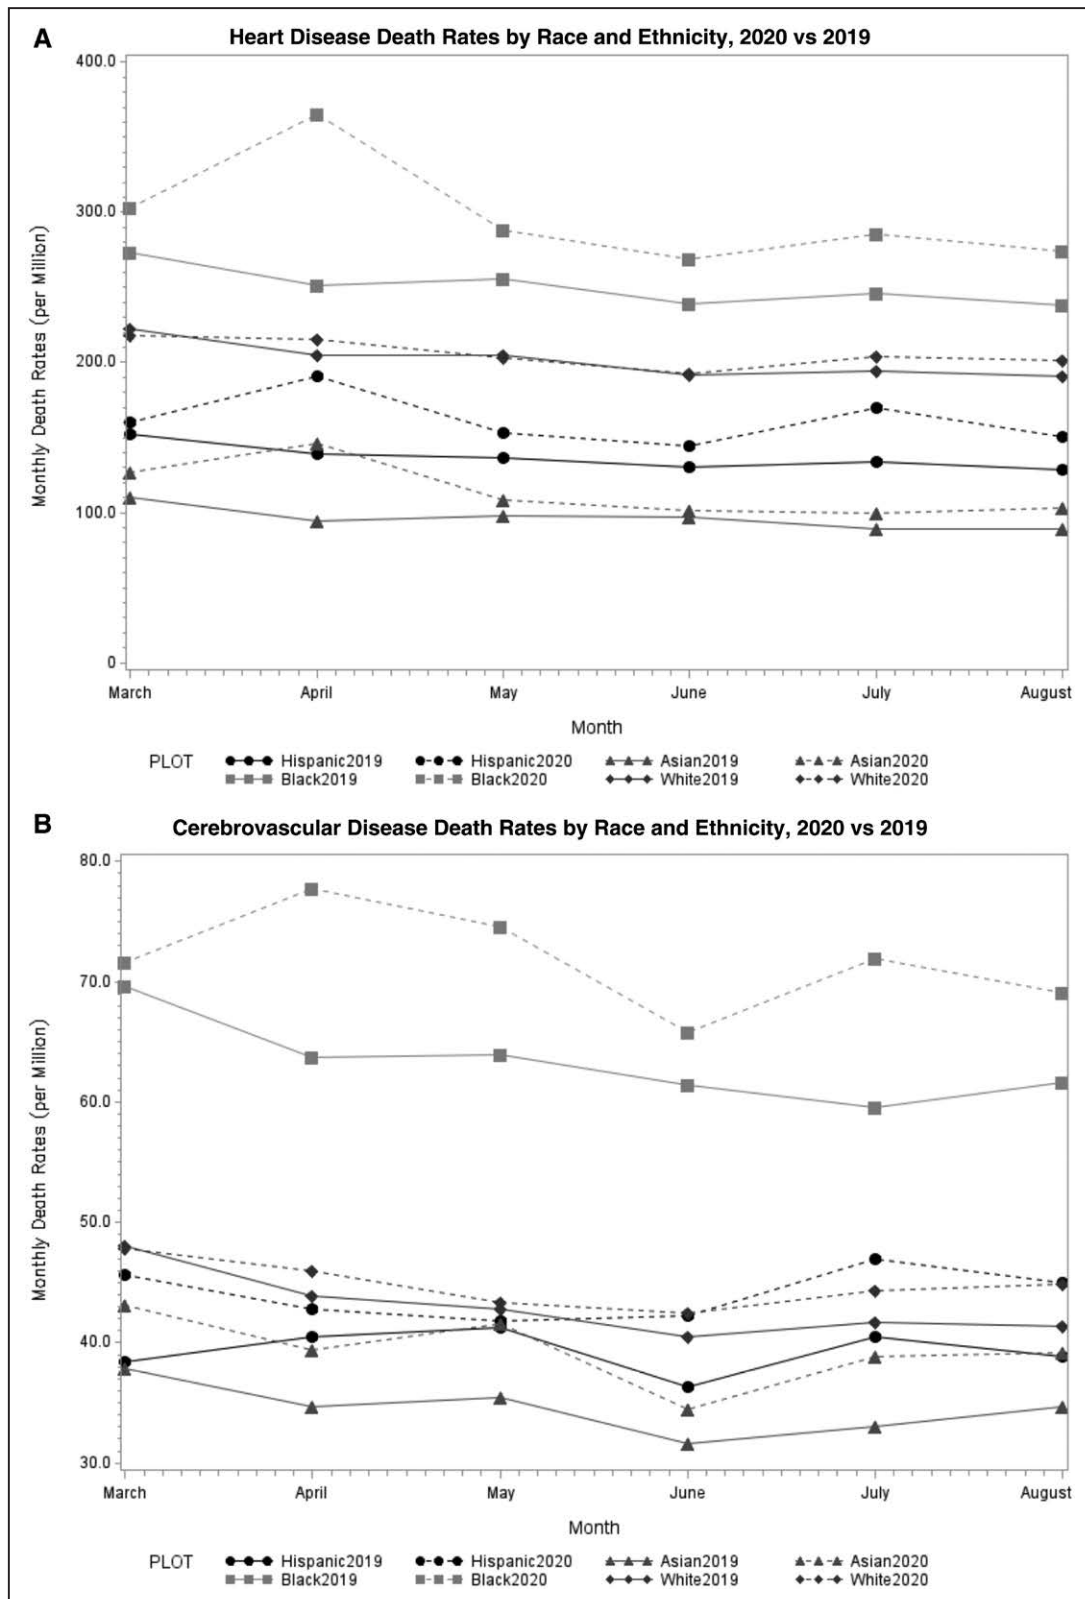 A
Heart Disease Death Rates by Race and Ethnicity, 2020 vs 2019
400.0
300.0
200.0
100.0
0
Monthly Death Rates (per Million)
March April May June July August
Month
PLOT Hispanic2019 Hispanic2020 Asian2019 Asian2020
Black2019 Black2020 White2019 White2020
B
Cerebrovascular Disease Death Rates by Race and Ethnicity, 2020 vs 2019
80.0
70.0
60.0
50.0
40.0
30.0
Monthly Death Rates (per Million)
March April May June July August
Month
PLOT Hispanic2019 Hispanic2020 Asian2019 Asian2020
Black2019 Black2020 White2019 White2020